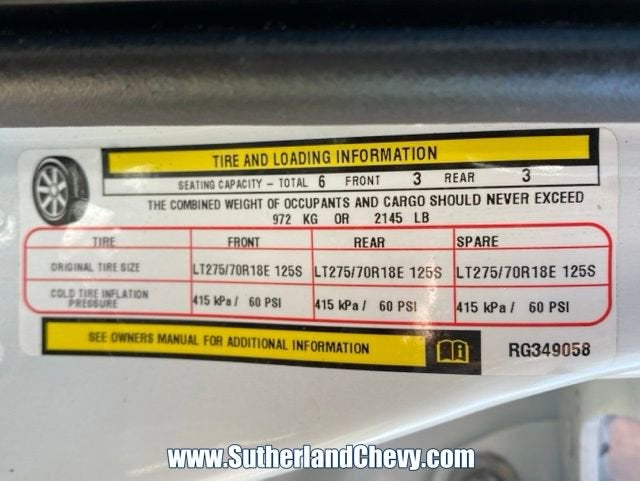 TIRE AND LOADING INFORMATION
SEATING CAPACITY – TOTAL 6 FRONT 3 REAR 3
THE COMBINED WEIGHT OF OCCUPANTS AND CARGO SHOULD NEVER EXCEED
972 KG OR 2145 LB
TIRE FRONT REAR SPARE
ORIGINAL TIRE SIZE LT275/70R18E 125S LT275/70R18E 125S LT275/70R18E 125S
COLD TIRE INFLATION PRESSURE 415 kPa / 60 PSI 415 kPa / 60 PSI 415 kPa / 60 PSI
SEE OWNERS MANUAL FOR ADDITIONAL INFORMATION RG349058
www.SutherlandChevy.com